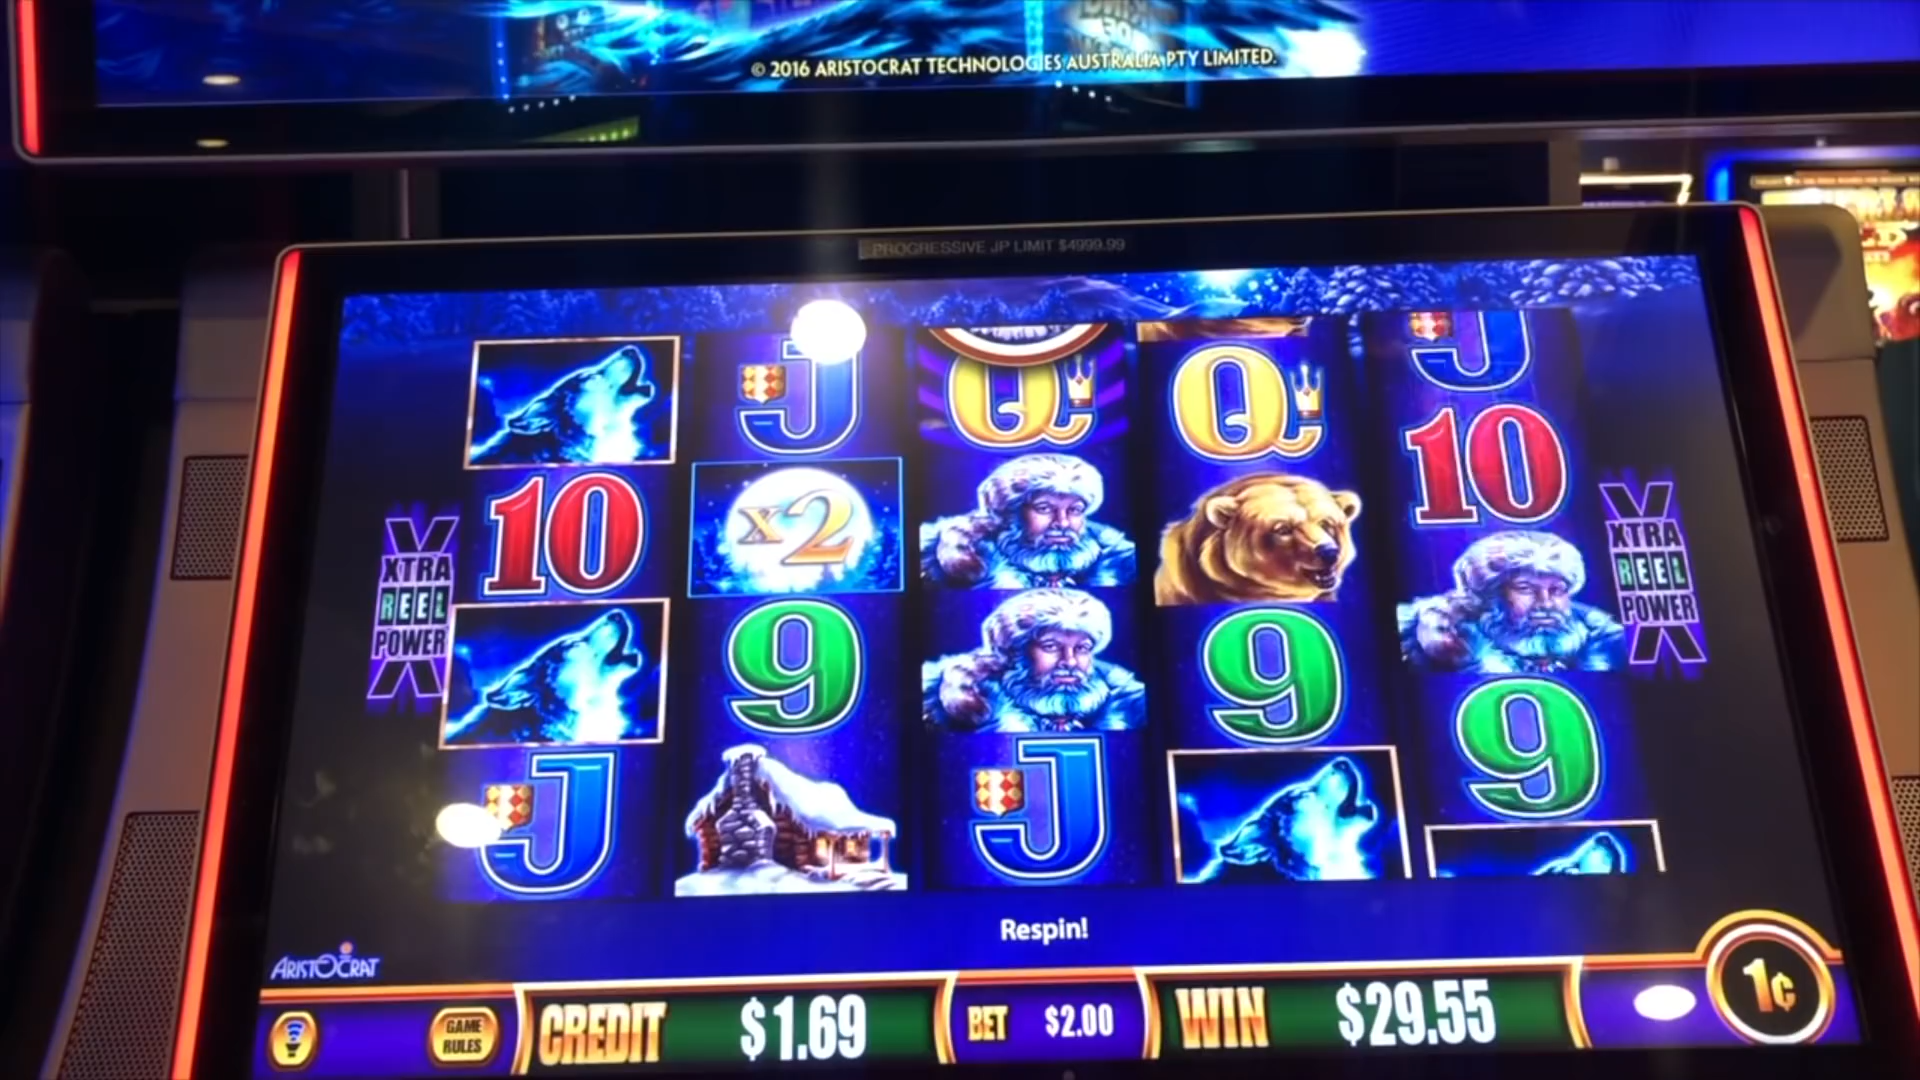 © 2016 ARISTOCRAT TECHNOLOGIES AUSTRALIA PTY LIMITED.
PROGRESSIVE JP LIMIT $4999.99
J Q Q J
10 x2 10
XTRA
REEL
POWER
XTRA
REEL
POWER
9 9 9
J J
Respin!
ARISTOCRAT
GAME
RULES
CREDIT $1.69
BET $2.00
WIN $29.55
1¢